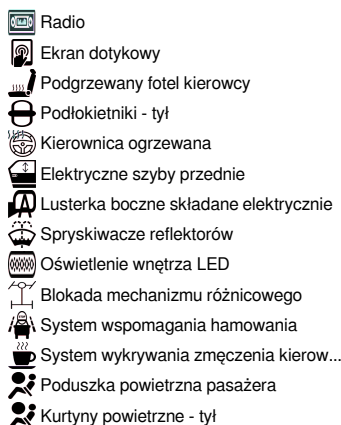 Radio
Ekran dotykowy
Podgrzewany fotel kierowcy
Podłokietniki - tył
Kierownica ogrzewana
Elektryczne szyby przednie
Lusterka boczne składane elektrycznie
Spryskiwacze reflektorów
Oświetlenie wnętrza LED
Blokada mechanizmu różnicowego
System wspomagania hamowania
System wykrywania zmęczenia kierow...
Poduszka powietrzna pasażera
Kurtyny powietrzne - tył